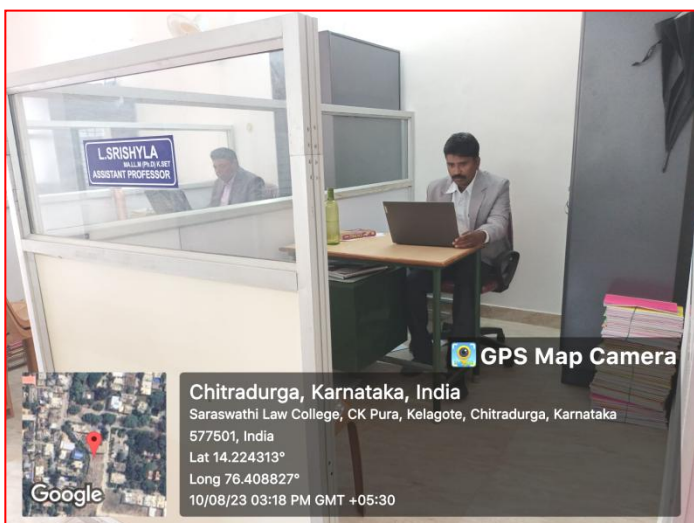 L.SRISHYLA
MA.LL.M (Ph.D) K.SET
ASSISTANT PROFESSOR
GPS Map Camera
Chitradurga, Karnataka, India
Saraswathi Law College, CK Pura, Kelagote, Chitradurga, Karnataka
577501, India
Lat 14.224313°
Long 76.408827°
10/08/23 03:18 PM GMT +05:30
Google